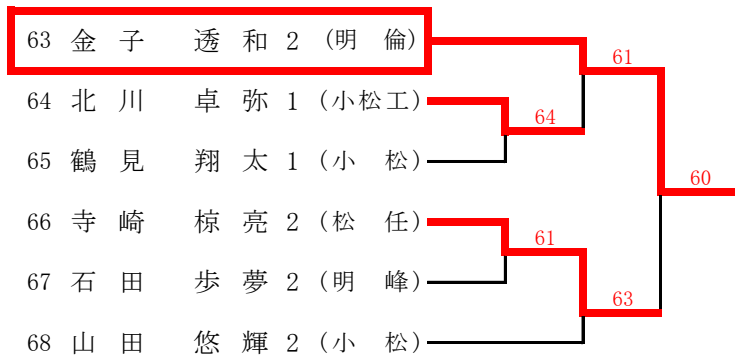 63 金 子 透 和 2 (明 倫)
61
64 北 川 卓 弥 1 (小松工)
64
65 鶴 見 翔 太 1 (小 松)
60
66 寺 崎 椋 亮 2 (松 任)
61
67 石 田 歩 夢 2 (明 峰)
63
68 山 田 悠 輝 2 (小 松)